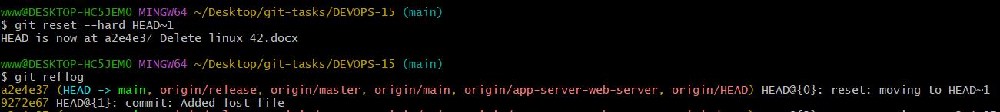 www@DESKTOP-HC5JEM0 MINGW64 ~/Desktop/git-tasks/DEVOPS-15 (main)
$ git reset --hard HEAD~1
HEAD is now at a2e4e37 Delete linux 42.docx
www@DESKTOP-HC5JEM0 MINGW64 ~/Desktop/git-tasks/DEVOPS-15 (main)
$ git reflog
a2e4e37 (HEAD -> main, origin/release, origin/master, origin/main, origin/app-server-web-server, origin/HEAD) HEAD@{0}: reset: moving to HEAD~1
9272e67 HEAD@{1}: commit: Added lost_file